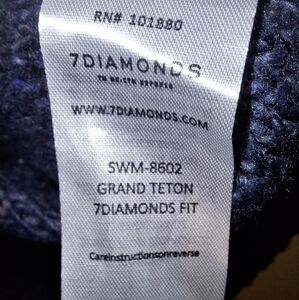 RN# 101880
7DIAMONDS
WWW.7DIAMONDS.COM
SWM-8602
GRAND TETON
7DIAMONDS FIT
Careinstructionsonreverse